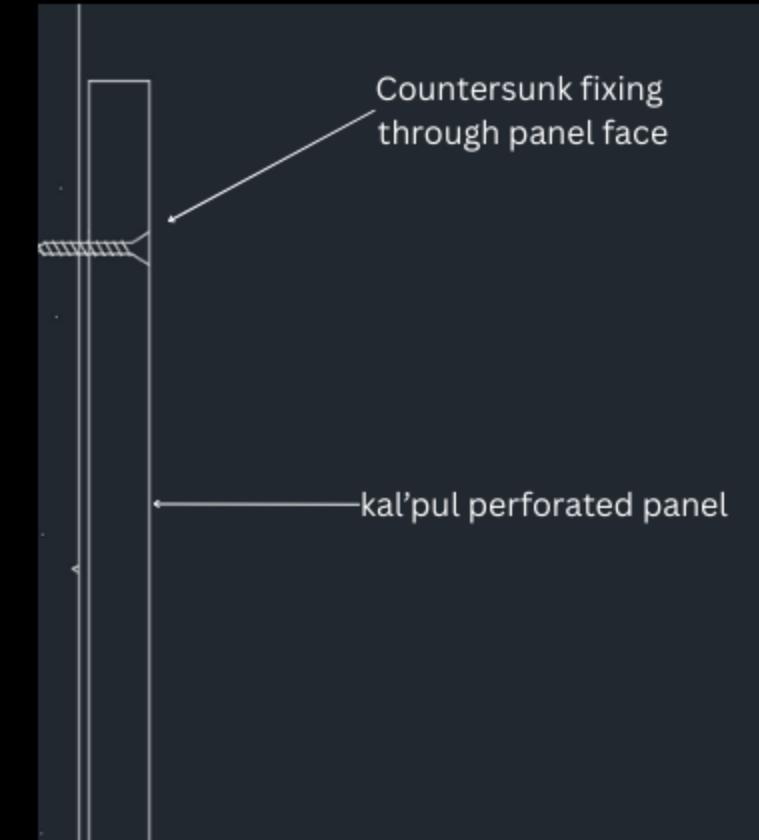 Countersunk fixing
through panel face
kal’pul perforated panel